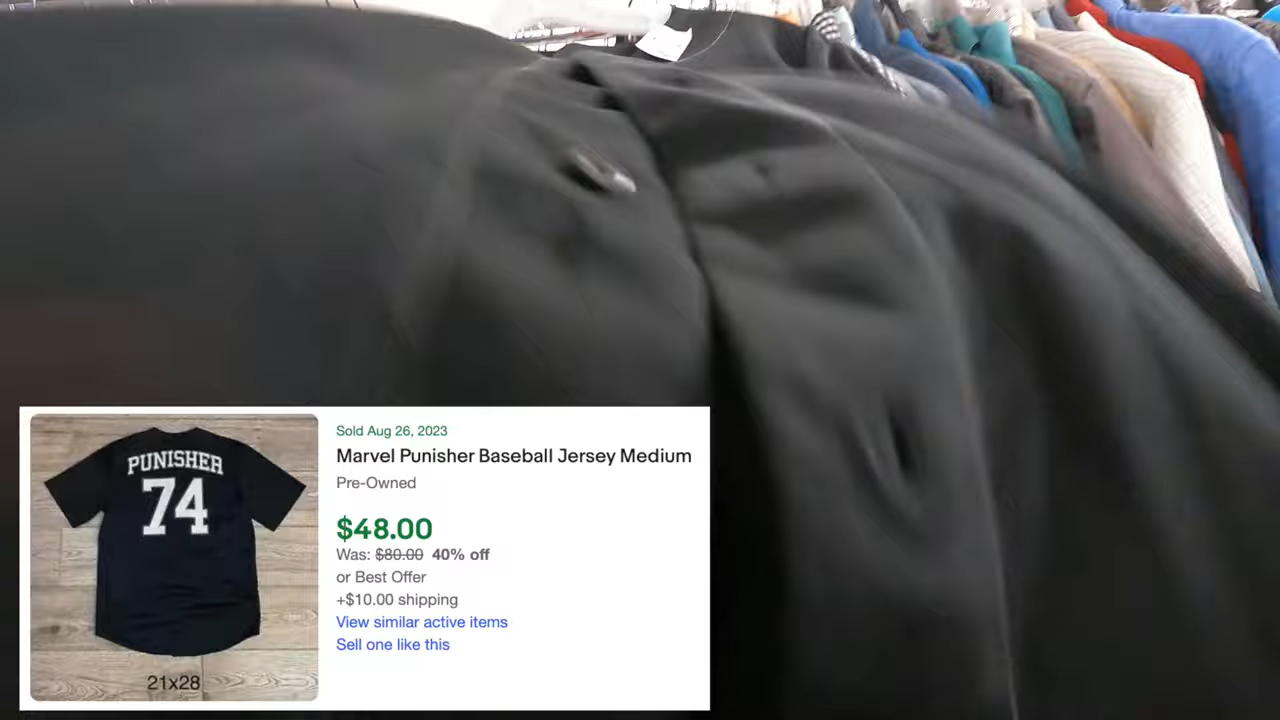 PUNISHER
74
21x28
Sold Aug 26, 2023
Marvel Punisher Baseball Jersey Medium
Pre-Owned
$48.00
Was: $80.00 40% off
or Best Offer
+$10.00 shipping
View similar active items
Sell one like this